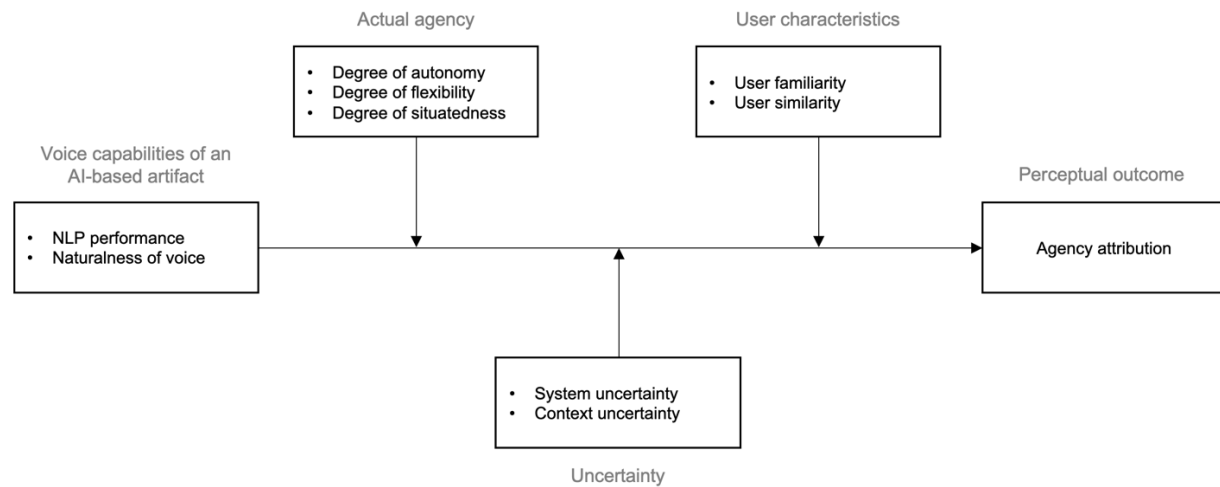 Actual agency
• Degree of autonomy
• Degree of flexibility
• Degree of situatedness
User characteristics
• User familiarity
• User similarity
Voice capabilities of an
AI-based artifact
• NLP performance
• Naturalness of voice
Perceptual outcome
Agency attribution
• System uncertainty
• Context uncertainty
Uncertainty